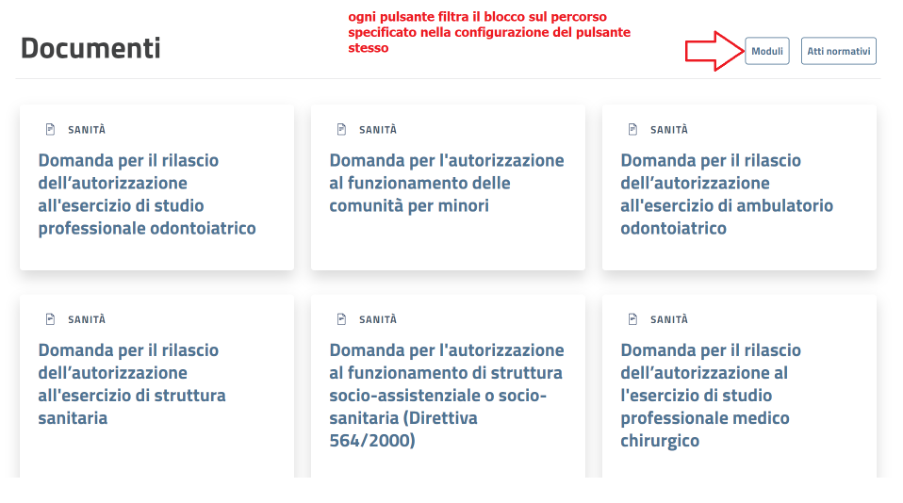 ogni pulsante filtra il blocco sul percorso
specificato nella configurazione del pulsante
stesso
Documenti
Moduli
Atti normativi
SANITÀ
Domanda per il rilascio
dell’autorizzazione
all'esercizio di studio
professionale odontoiatrico
SANITÀ
Domanda per l'autorizzazione
al funzionamento delle
comunità per minori
SANITÀ
Domanda per il rilascio
dell’autorizzazione
all'esercizio di ambulatorio
odontoiatrico
SANITÀ
Domanda per il rilascio
dell’autorizzazione
all'esercizio di struttura
sanitaria
SANITÀ
Domanda per l'autorizzazione
al funzionamento di struttura
socio-assistenziale o socio-
sanitaria (Direttiva
564/2000)
SANITÀ
Domanda per il rilascio
dell’autorizzazione al
l'esercizio di studio
professionale medico
chirurgico